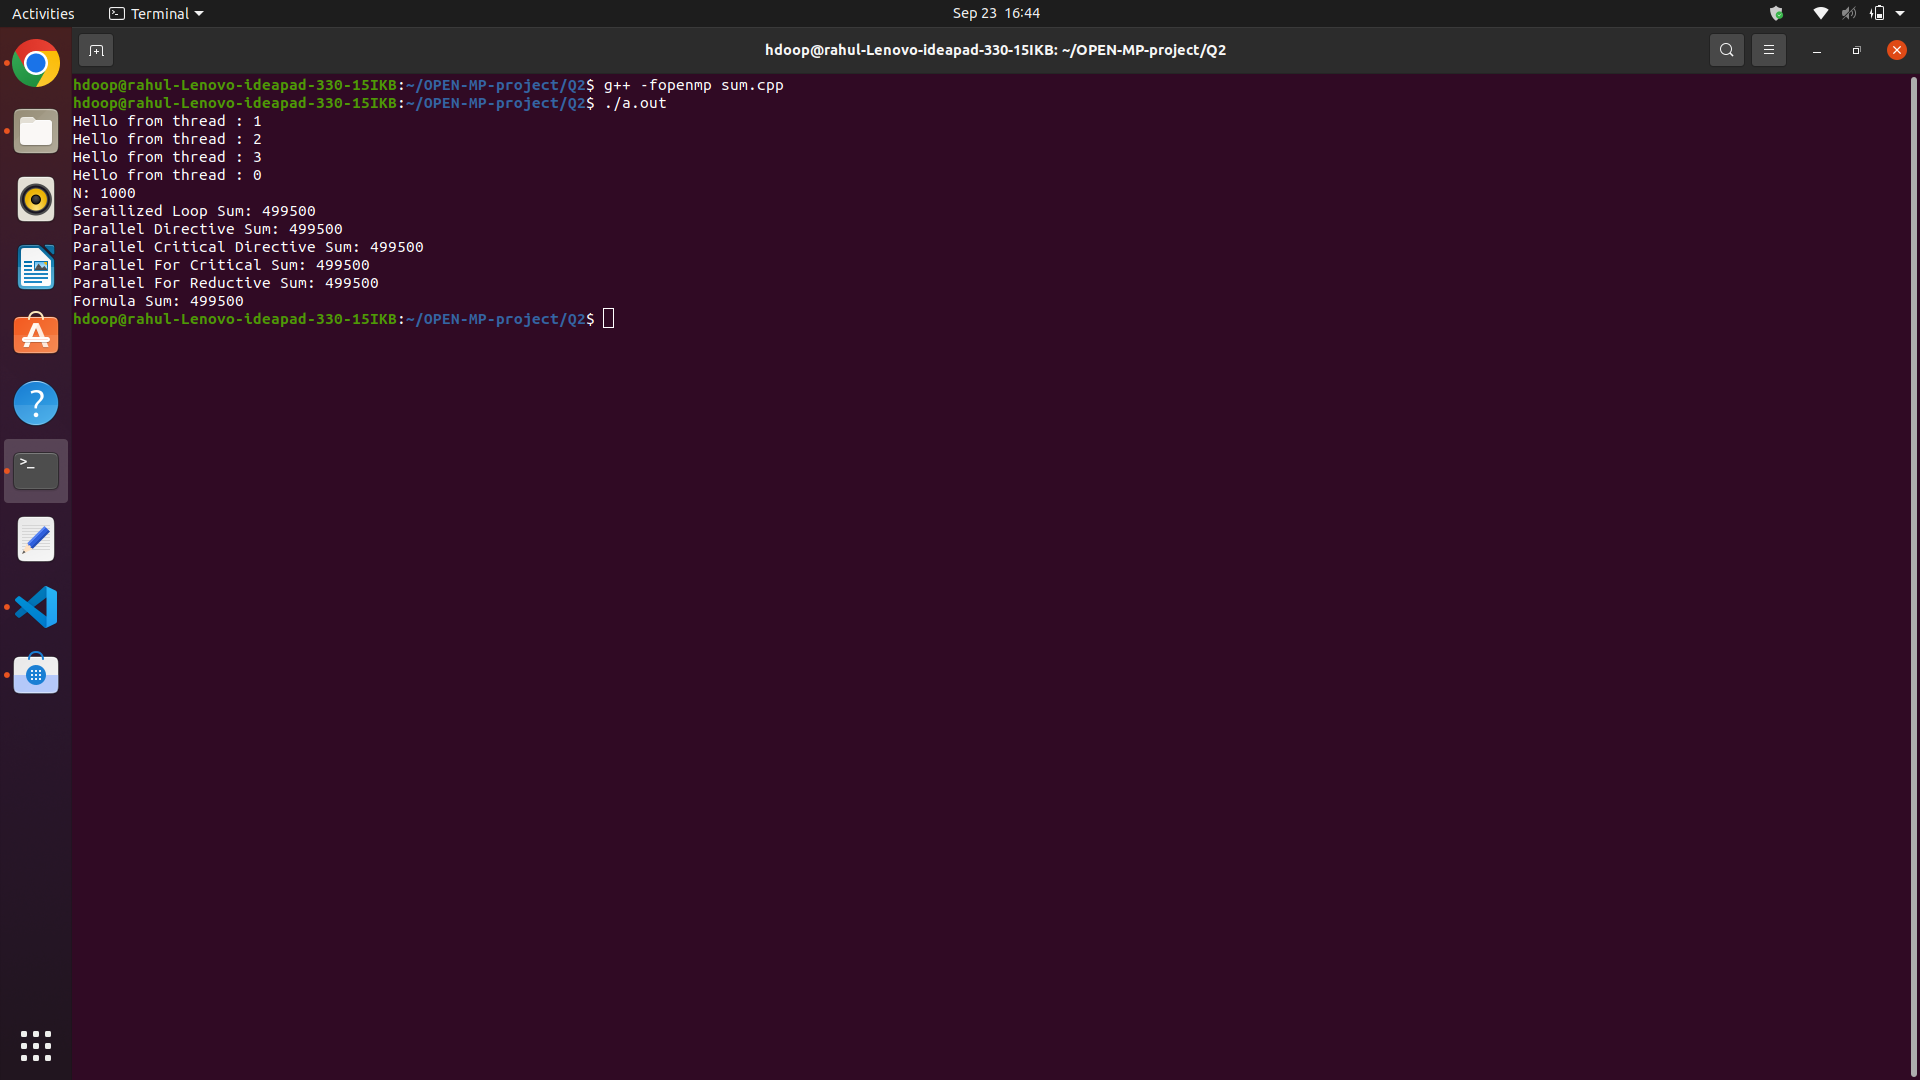 Activities
Terminal
Sep 23 16:44
hdoop@rahul-Lenovo-ideapad-330-15IKB: ~/OPEN-MP-project/Q2
hdoop@rahul-Lenovo-ideapad-330-15IKB:~/OPEN-MP-project/Q2$ g++ -fopenmp sum.cpp
hdoop@rahul-Lenovo-ideapad-330-15IKB:~/OPEN-MP-project/Q2$ ./a.out
Hello from thread : 1
Hello from thread : 2
Hello from thread : 3
Hello from thread : 0
N: 1000
Serailized Loop Sum: 499500
Parallel Directive Sum: 499500
Parallel Critical Directive Sum: 499500
Parallel For Critical Sum: 499500
Parallel For Reductive Sum: 499500
Formula Sum: 499500
hdoop@rahul-Lenovo-ideapad-330-15IKB:~/OPEN-MP-project/Q2$